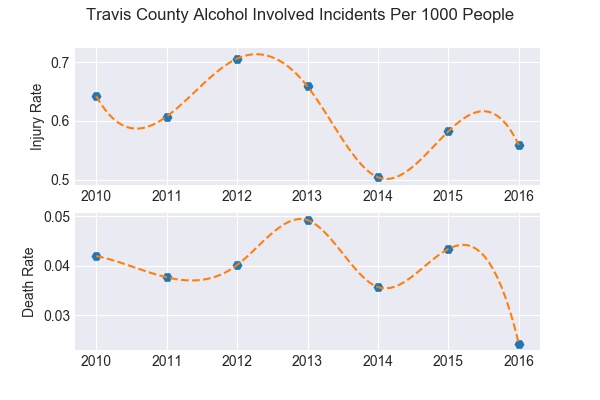 Travis County Alcohol Involved Incidents Per 1000 People
0.7
0.6
0.5
Injury Rate
2010 2011 2012 2013 2014 2015 2016
0.05
0.04
0.03
Death Rate
2010 2011 2012 2013 2014 2015 2016